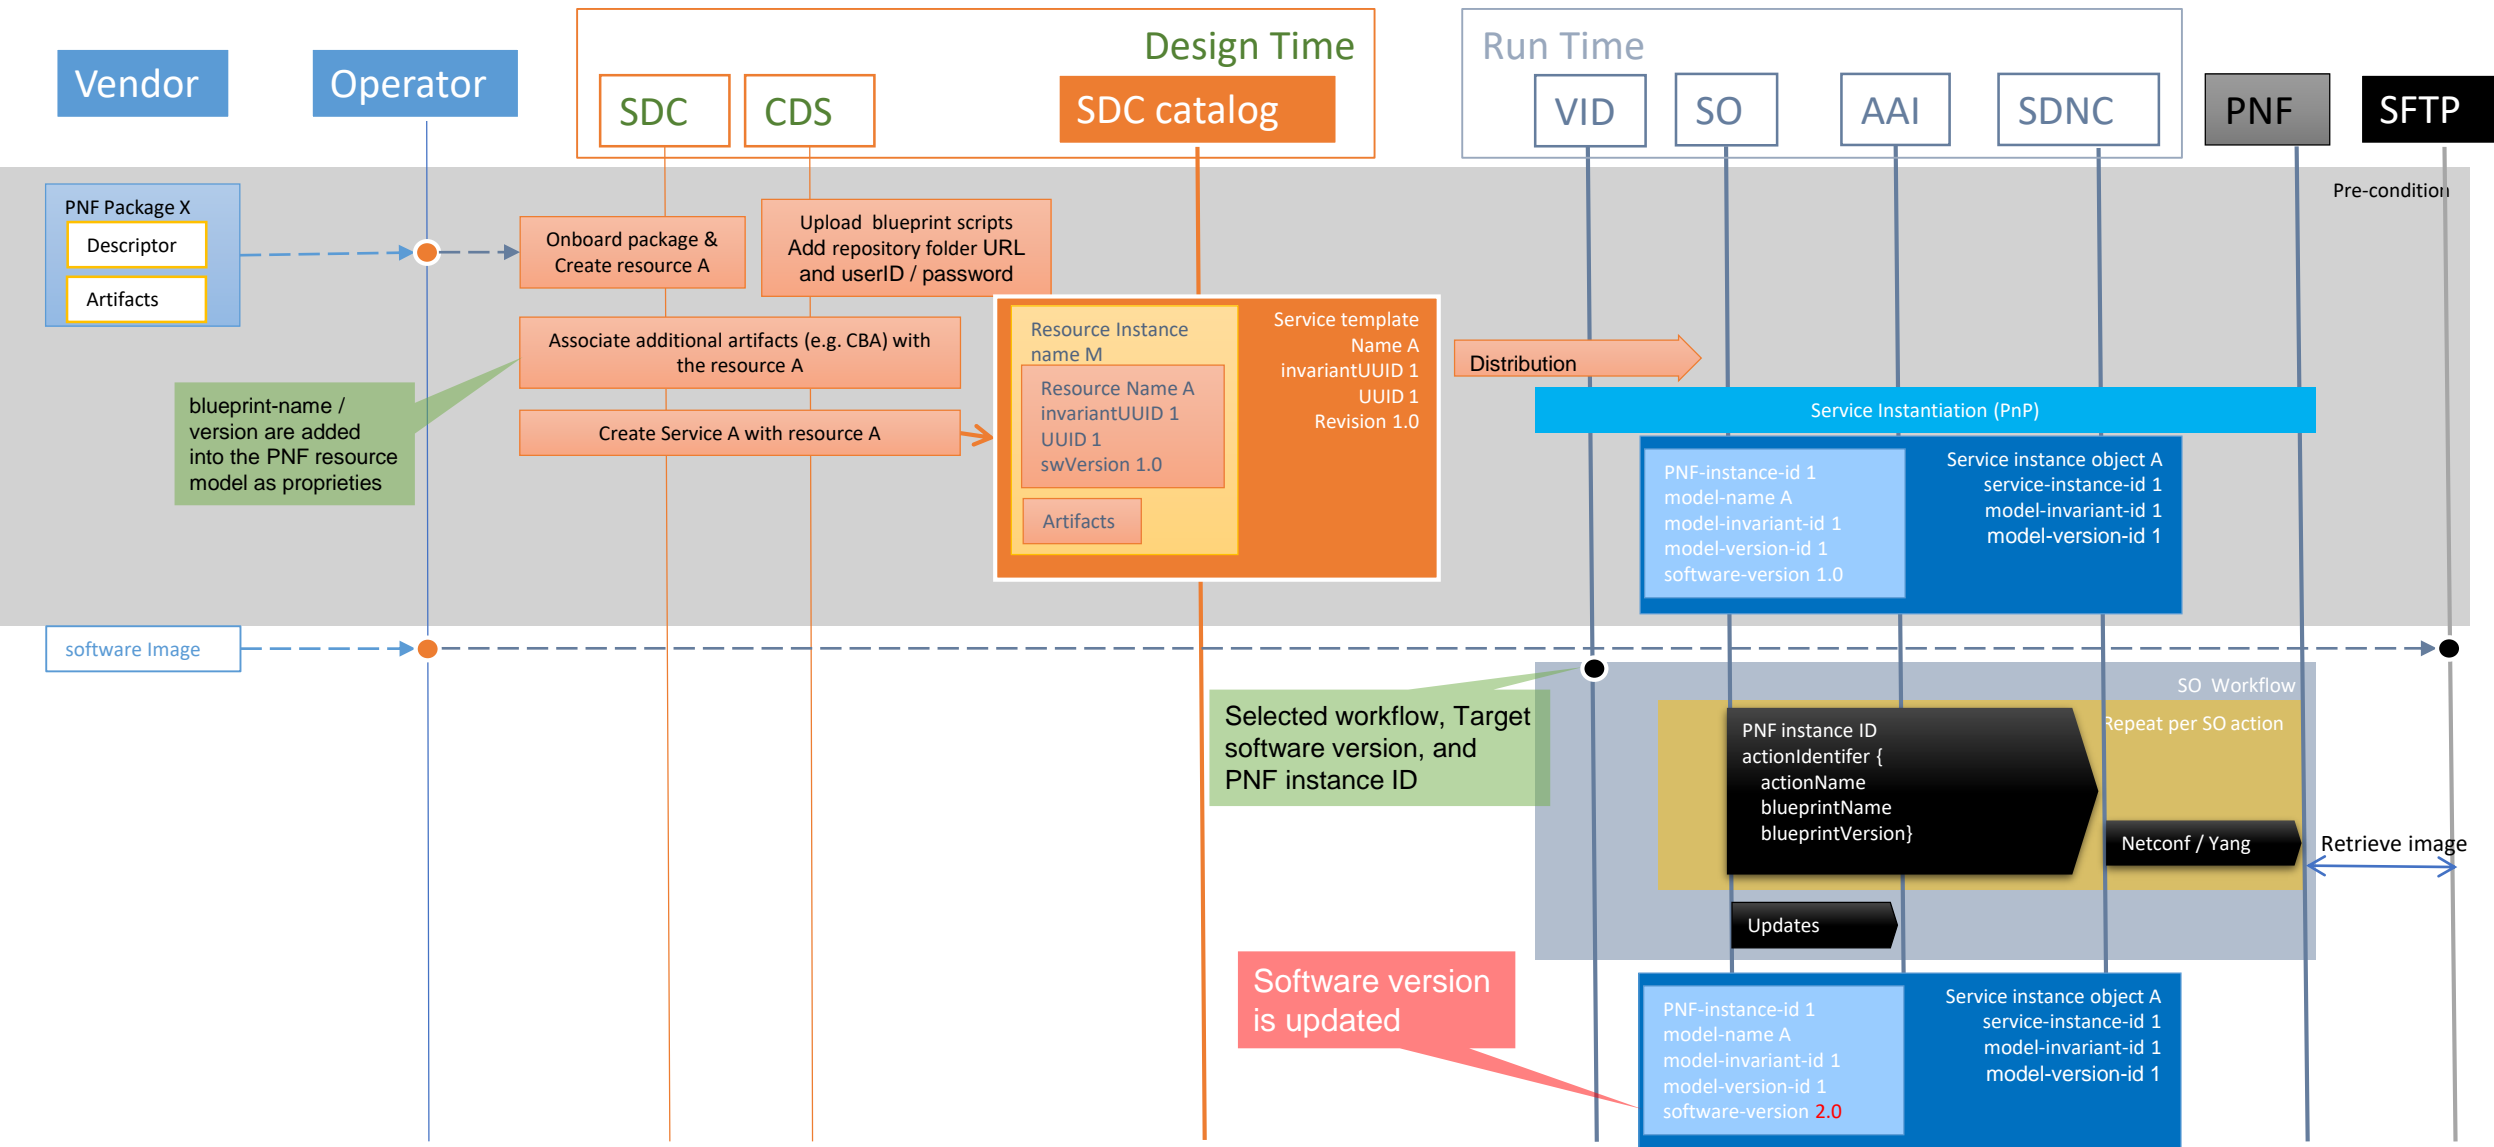 Design Time
Run Time
Vendor
Operator
SDC
CDS
SDC catalog
VID
SO
AAI
SDNC
PNF
SFTP
Pre-condition
PNF Package X
Descriptor
Artifacts
Onboard package &
Create resource A
Upload blueprint scripts
Add repository folder URL
and userID / password
Associate additional artifacts (e.g. CBA) with
the resource A
blueprint-name /
version are added
into the PNF resource
model as proprieties
Create Service A with resource A
Resource Instance
name M
Resource Name A
invariantUUID 1
UUID 1
swVersion 1.0
Artifacts
Service template
Name A
invariantUUID 1
UUID 1
Revision 1.0
Distribution
Service Instantiation (PnP)
PNF-instance-id 1
model-name A
model-invariant-id 1
model-version-id 1
software-version 1.0
Service instance object A
service-instance-id 1
model-invariant-id 1
model-version-id 1
software Image
SO Workflow
Selected workflow, Target
software version, and
PNF instance ID
Repeat per SO action
PNF instance ID
actionIdentifer {
actionName
blueprintName
blueprintVersion}
Netconf / Yang
Retrieve image
Updates
Software version
is updated
PNF-instance-id 1
model-name A
model-invariant-id 1
model-version-id 1
software-version 2.0
Service instance object A
service-instance-id 1
model-invariant-id 1
model-version-id 1